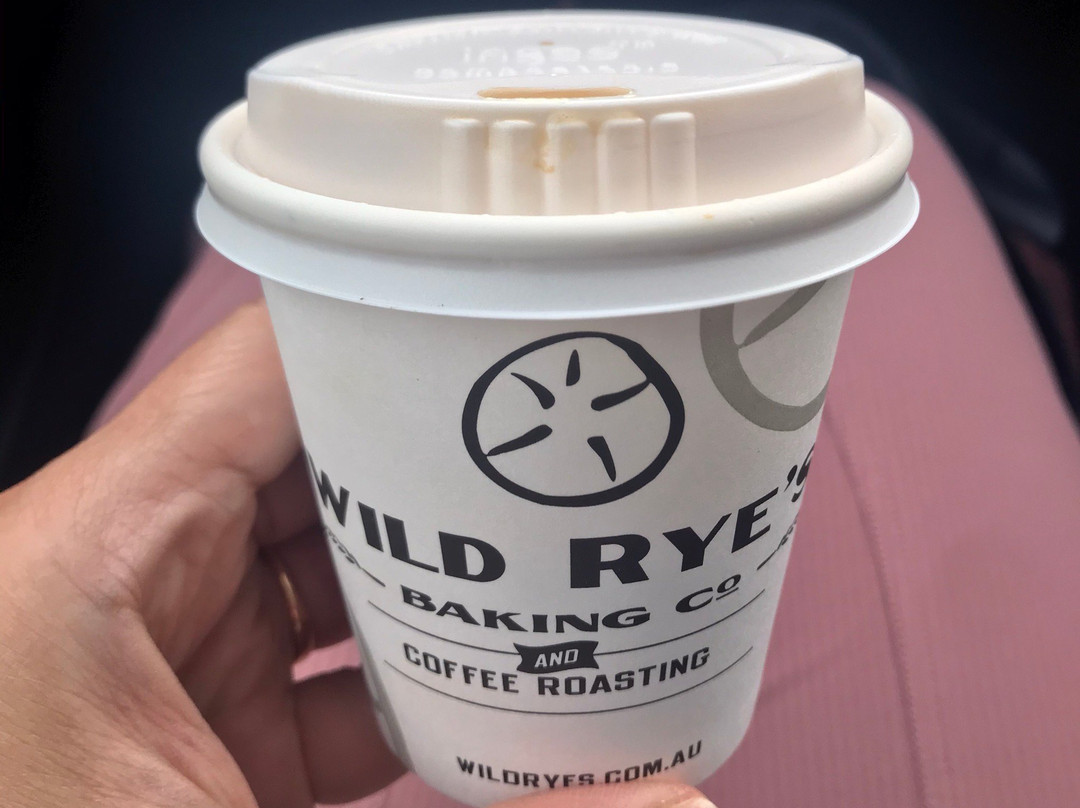 WILD RYE'S
BAKING Cº
AND
COFFEE ROASTING
WILDRYES.COM.AU